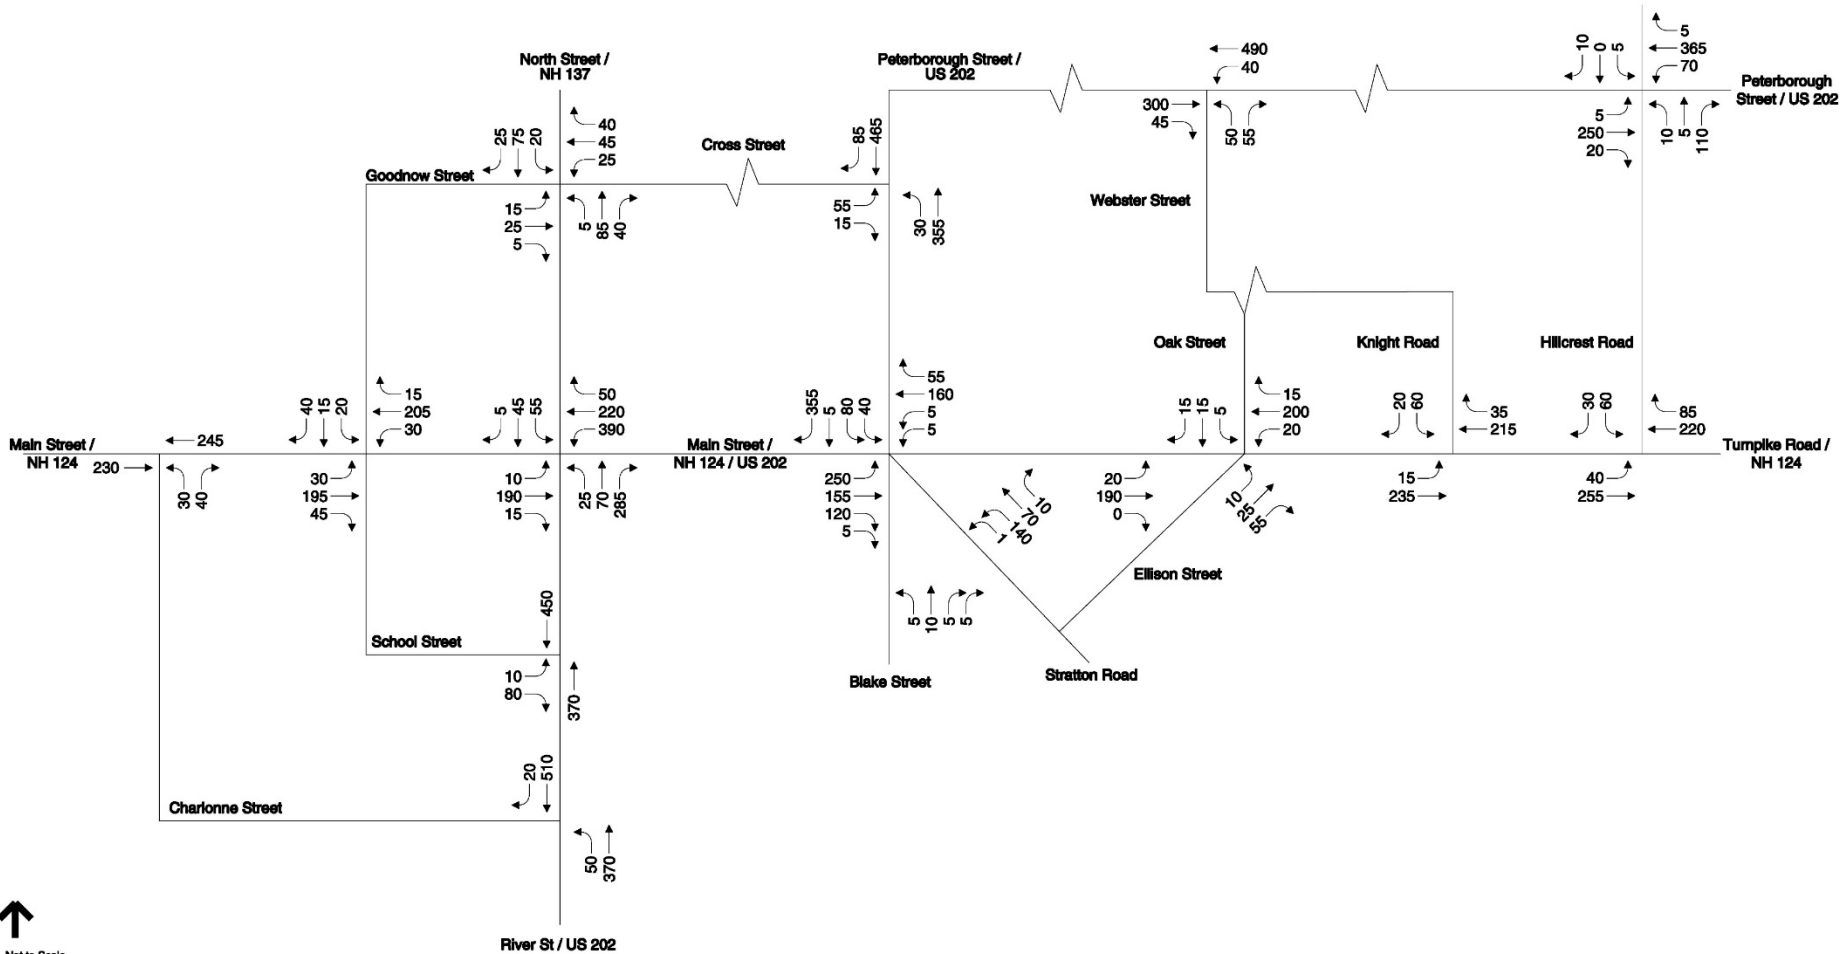 North Street /
NH 137
Peterborough Street /
US 202
Peterborough
Street / US 202
Goodnow Street
Cross Street
Webster Street
Oak Street
Knight Road
Hillcrest Road
Main Street /
NH 124
Main Street /
NH 124 / US 202
Turnpike Road /
NH 124
School Street
Charlonne Street
Ellison Street
Stratton Road
Blake Street
River St / US 202
25 75 20
40
45
25
15
25
5
5 85 40
85 465
55
15
30 355
490
40
300
45
50 55
10 0 5
5
365
70
5
250
20
10 5 110
245
230
30 40
40 15 20
15
205
30
30
195
45
5 45 55
50
220
390
10
190
15
25 70 285
355 5 80 40
55
160
5
5
250
155
120
5
1 140 70 10
5 10 5 5
15 15 5
15
200
20
20
190
0
10 25 55
20 60
35
215
15
235
30 60
85
220
40
255
450
10
80
370
20 510
50 370